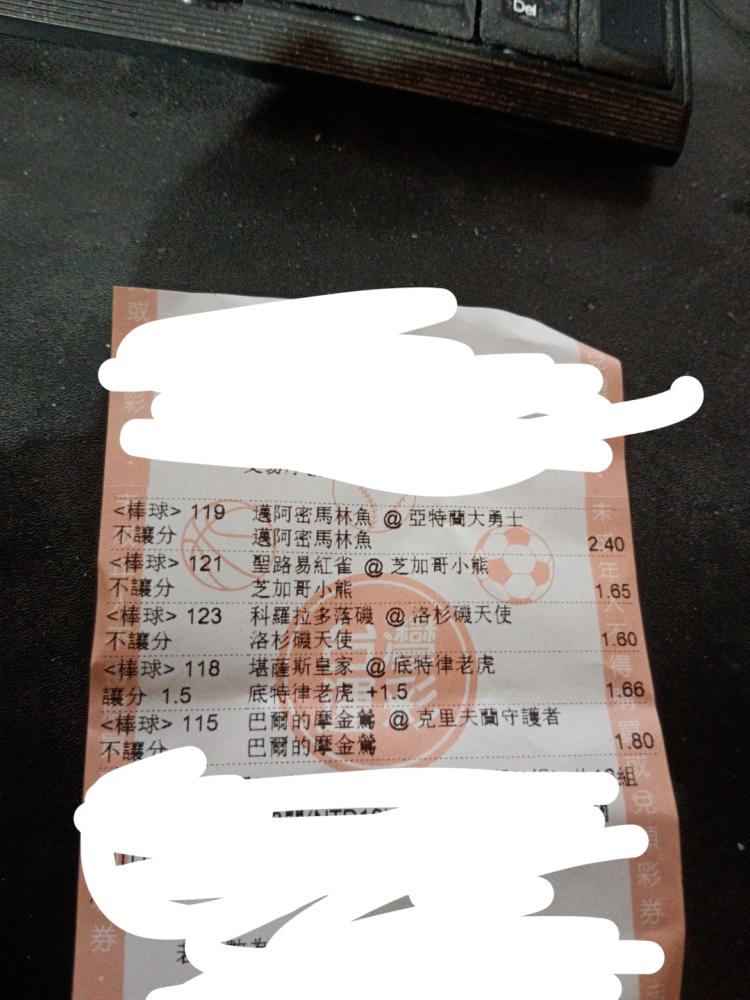 Del
<棒球> 119 邁阿密馬林魚 @ 亞特蘭大勇士
不讓分 邁阿密馬林魚 2.40
<棒球> 121 聖路易紅雀 @ 芝加哥小熊
不讓分 芝加哥小熊 1.65
<棒球> 123 科羅拉多落磯 @ 洛杉磯天使
不讓分 洛杉磯天使 1.60
<棒球> 118 堪薩斯皇家 @ 底特律老虎
讓分 1.5 底特律老虎 +1.5 1.66
<棒球> 115 巴爾的摩金鶯 @ 克里夫蘭守護者
不讓分 巴爾的摩金鶯 1.80